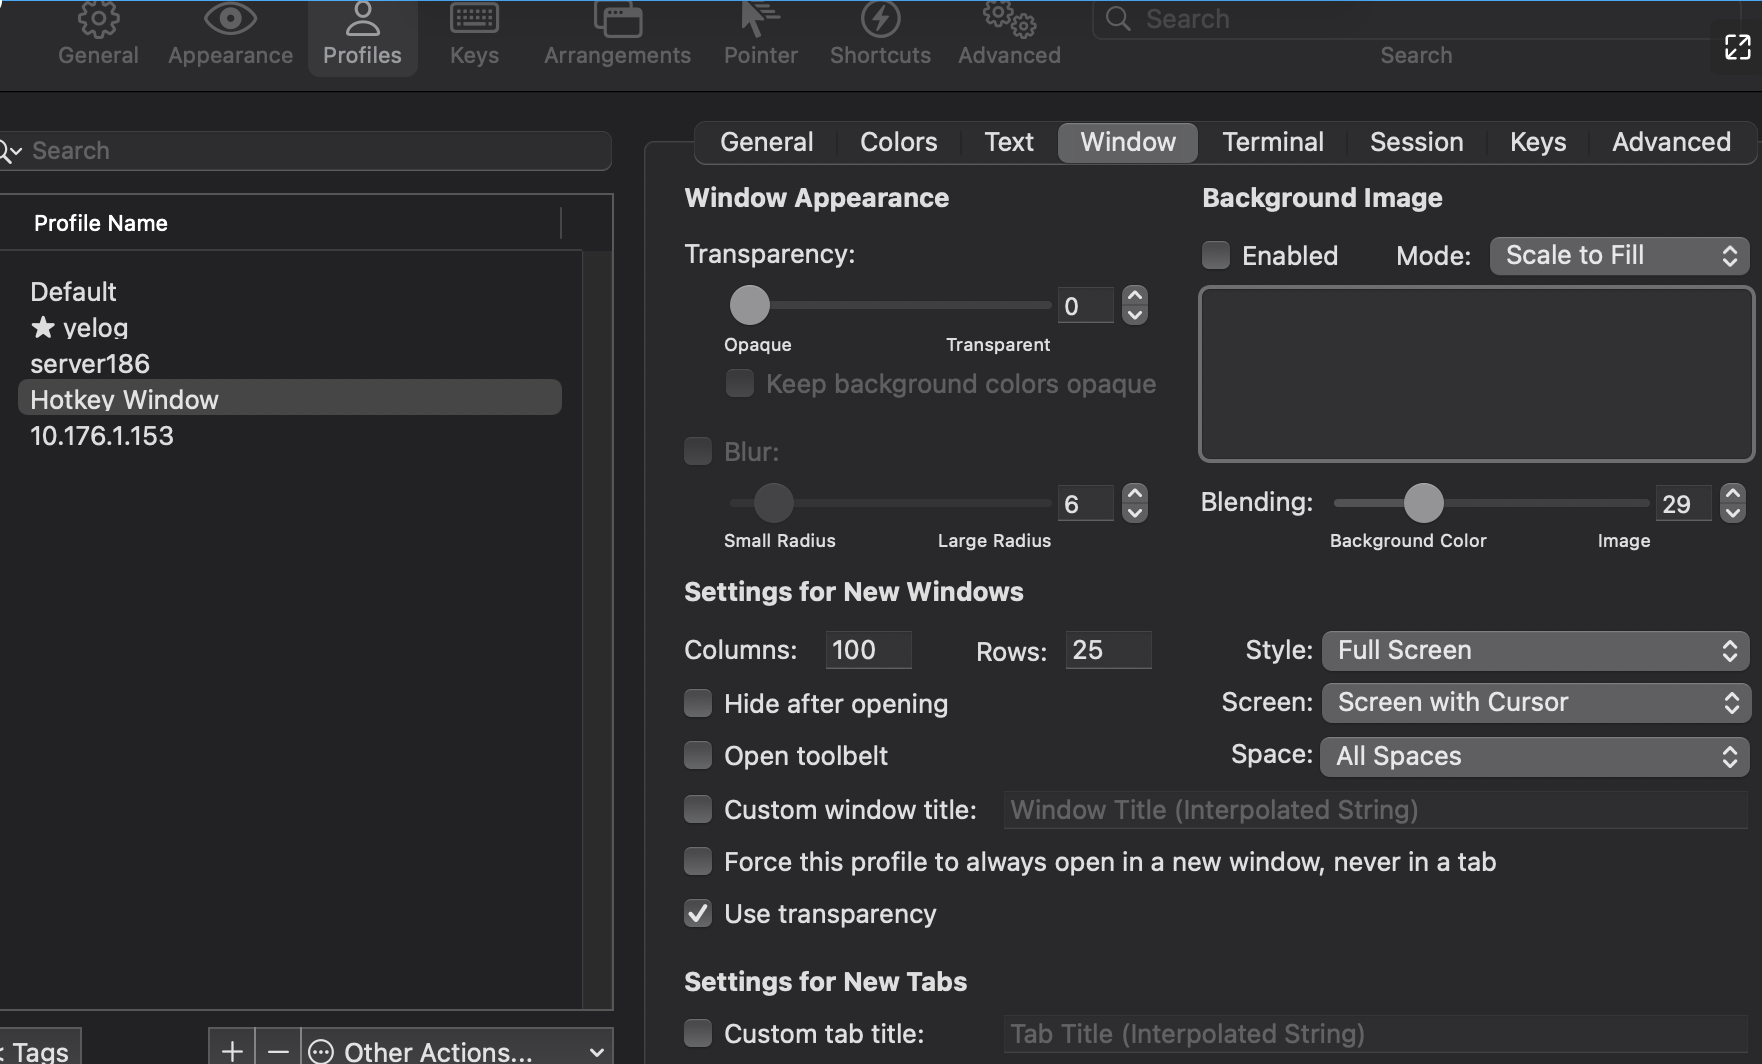 General Appearance Profiles Keys Arrangements Pointer Shortcuts Advanced Search
Search
Search
General Colors Text Window Terminal Session Keys Advanced
Profile Name
Default
★ yelog
server186
Hotkey Window
10.176.1.153
Window Appearance
Transparency:
0
Opaque Transparent
Keep background colors opaque
Blur:
6
Small Radius Large Radius
Background Image
Enabled Mode: Scale to Fill
Blending: 29
Background Color Image
Settings for New Windows
Columns: 100 Rows: 25 Style: Full Screen
Hide after opening Screen: Screen with Cursor
Open toolbelt Space: All Spaces
Custom window title: Window Title (Interpolated String)
Force this profile to always open in a new window, never in a tab
Use transparency
Settings for New Tabs
Custom tab title: Tab Title (Interpolated String)
Tags + − Other Actions...